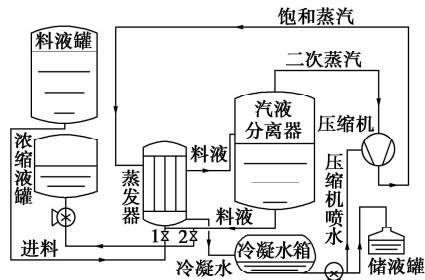 饱和蒸汽
料液罐
二次蒸汽
汽液
分离器
压缩机
浓缩液罐
料液
蒸发器
压缩机喷水
料液
1 2
进料
冷凝水
冷凝水箱
储液罐